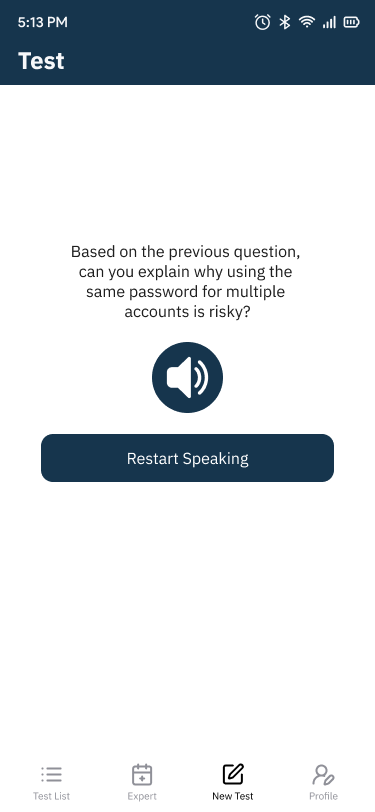 5:13 PM
Test
Based on the previous question,
can you explain why using the
same password for multiple
accounts is risky?
Restart Speaking
Test List
Expert
New Test
Profile